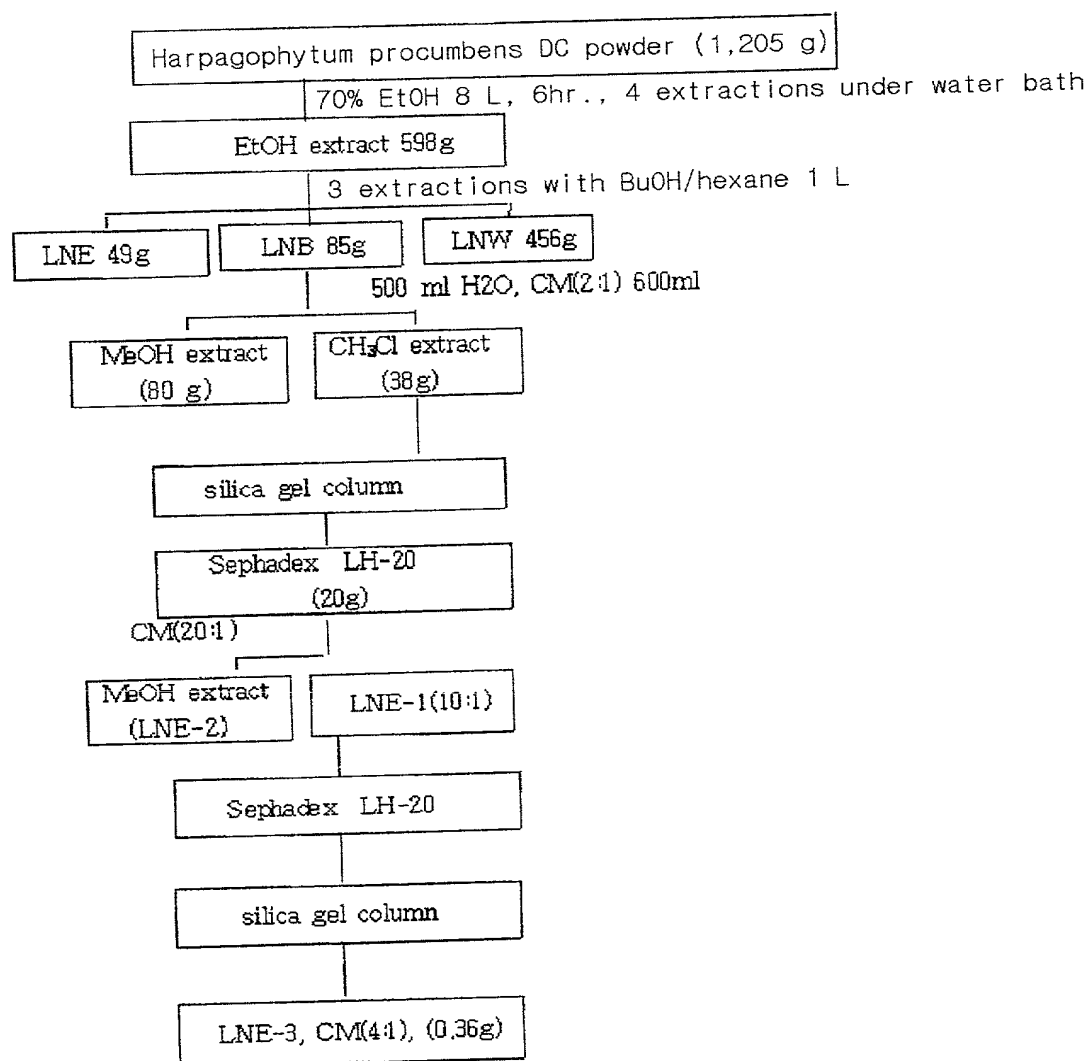 Harpagophytum procumbens DC powder (1,205 g)
70% EtOH 8 L, 6hr., 4 extractions under water bath
EtOH extract 598g
3 extractions with BuOH/hexane 1 L
LNE 49g
LNB 85g
LNW 456g
500 ml H2O, CM(2:1) 600ml
MeOH extract
(80 g)
CH3Cl extract
(38g)
silica gel column
Sephadex LH-20
(20g)
CM(20:1)
MeOH extract
(LNE-2)
LNE-1(10:1)
Sephadex LH-20
silica gel column
LNE-3, CM(4:1), (0.36g)